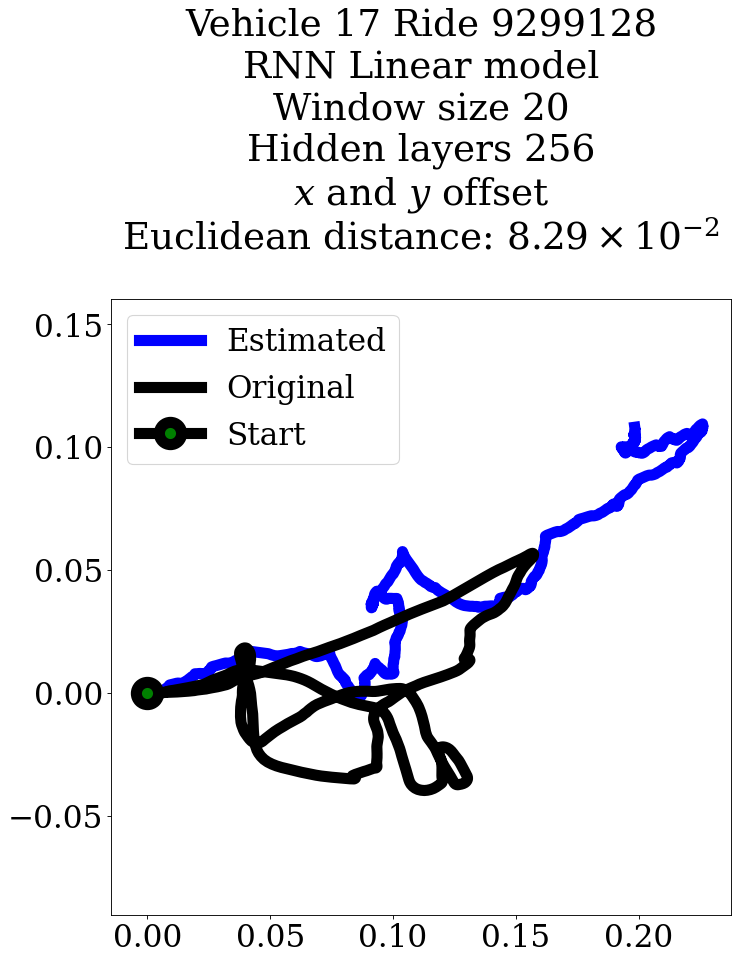 Vehicle 17 Ride 9299128
RNN Linear model
Window size 20
Hidden layers 256
x and y offset
Euclidean distance: 8.29 × 10⁻²
Estimated
Original
Start
0.15
0.10
0.05
0.00
−0.05
0.00 0.05 0.10 0.15 0.20